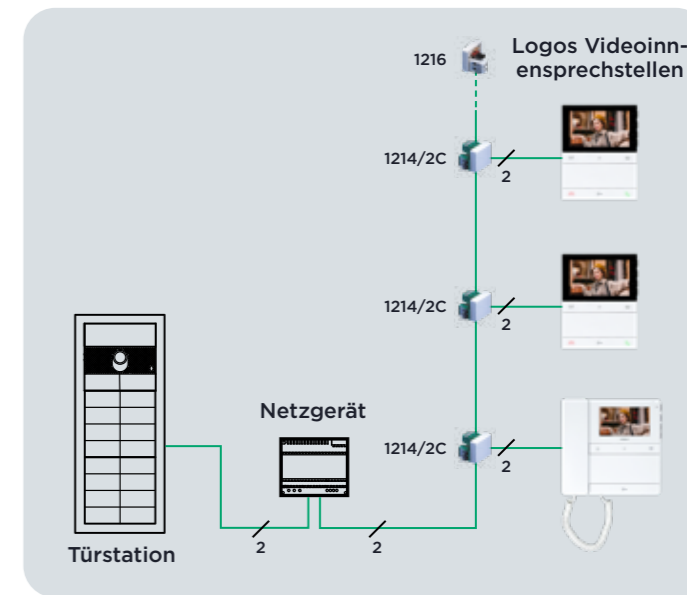 1216
Logos Videoinn-
ensprechstellen
1214/2C
2
1214/2C
2
Netzgerät
1214/2C
2
2
2
Türstation